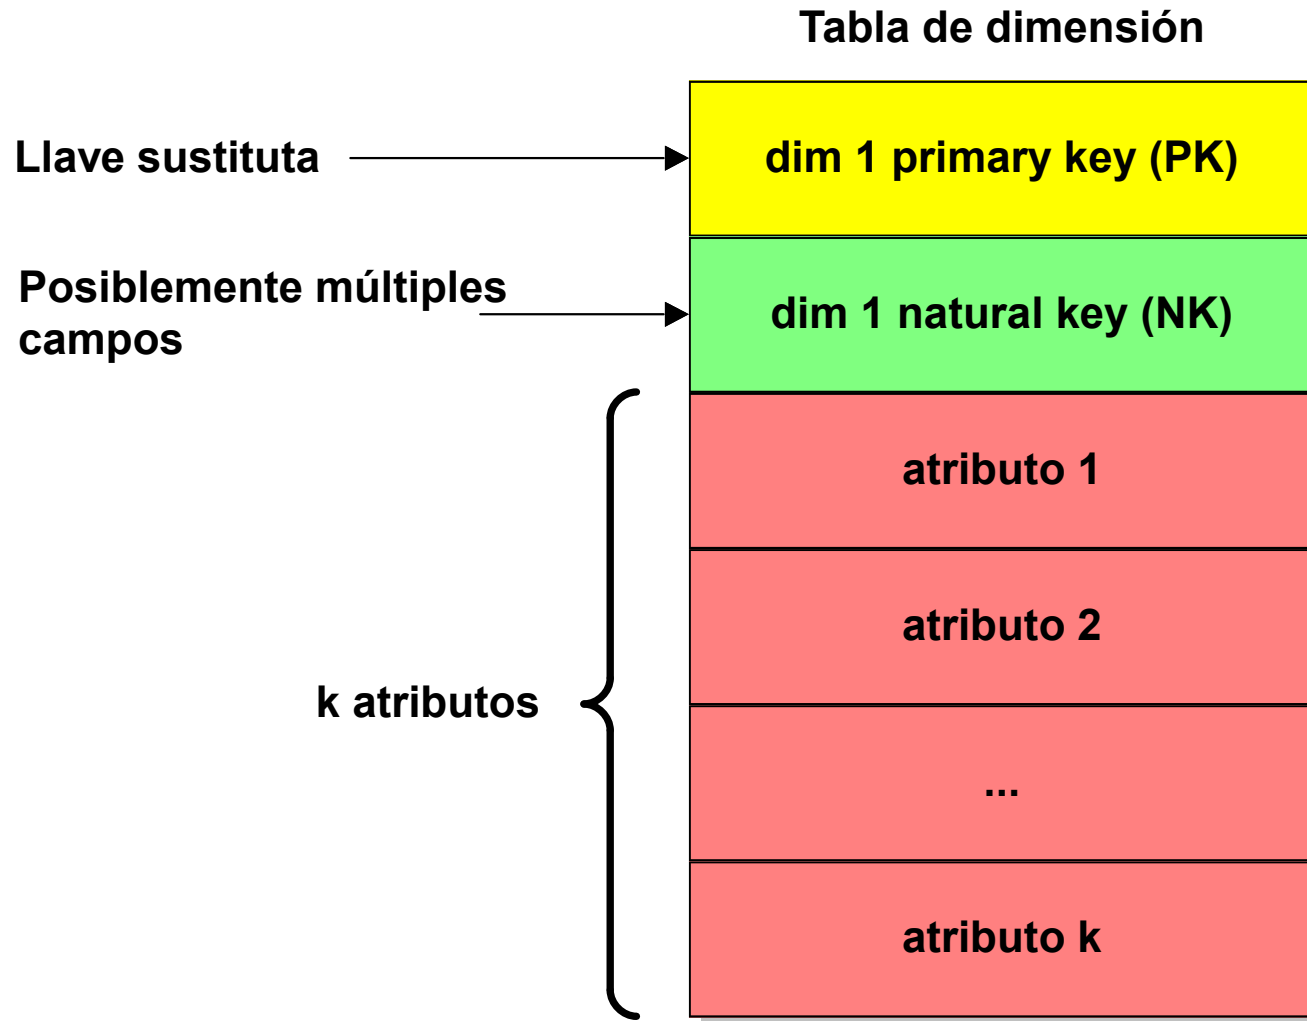 Tabla de dimensión
Llave sustituta
dim 1 primary key (PK)
Posiblemente múltiples
campos
dim 1 natural key (NK)
atributo 1
atributo 2
k atributos
...
atributo k